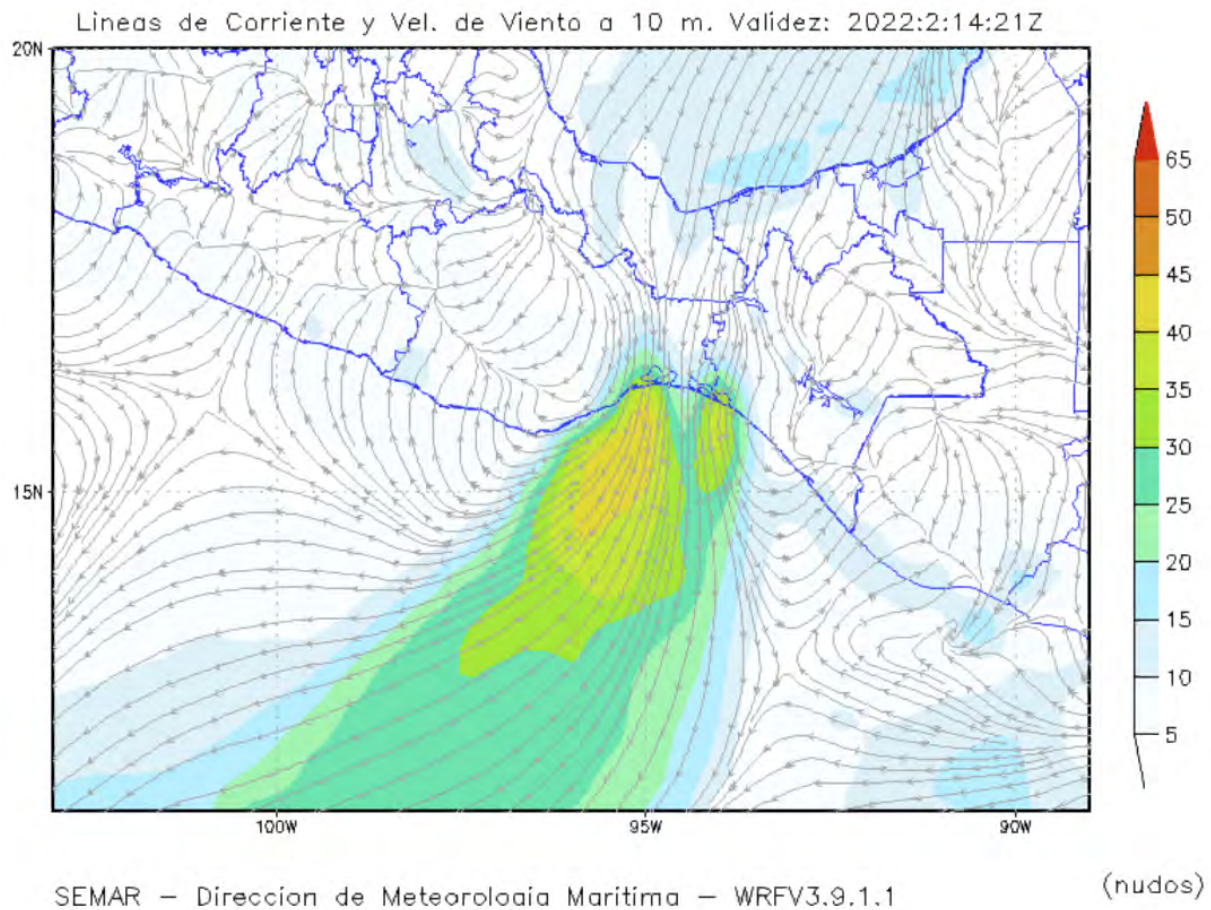 Lineas de Corriente y Vel. de Viento a 10 m. Validez: 2022:2:14:21Z
20N
15N
100W
95W
90W
65
50
45
40
35
30
25
20
15
10
5
(nudos)
SEMAR – Direccion de Meteorologia Maritima – WRFV3.9.1.1